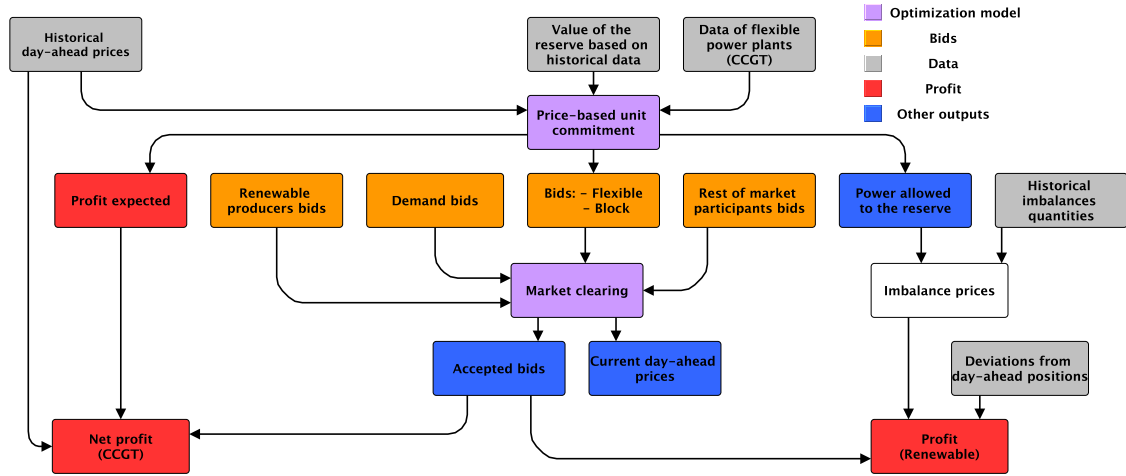 Historical
day-ahead prices
Value of the
reserve based on
historical data
Data of flexible
power plants
(CCGT)
Optimization model
Bids
Data
Profit
Other outputs
Price-based unit
commitment
Profit expected
Renewable
producers bids
Demand bids
Bids: - Flexible
- Block
Rest of market
participants bids
Power allowed
to the reserve
Historical
imbalances
quantities
Market clearing
Imbalance prices
Accepted bids
Current day-ahead
prices
Deviations from
day-ahead positions
Net profit
(CCGT)
Profit
(Renewable)